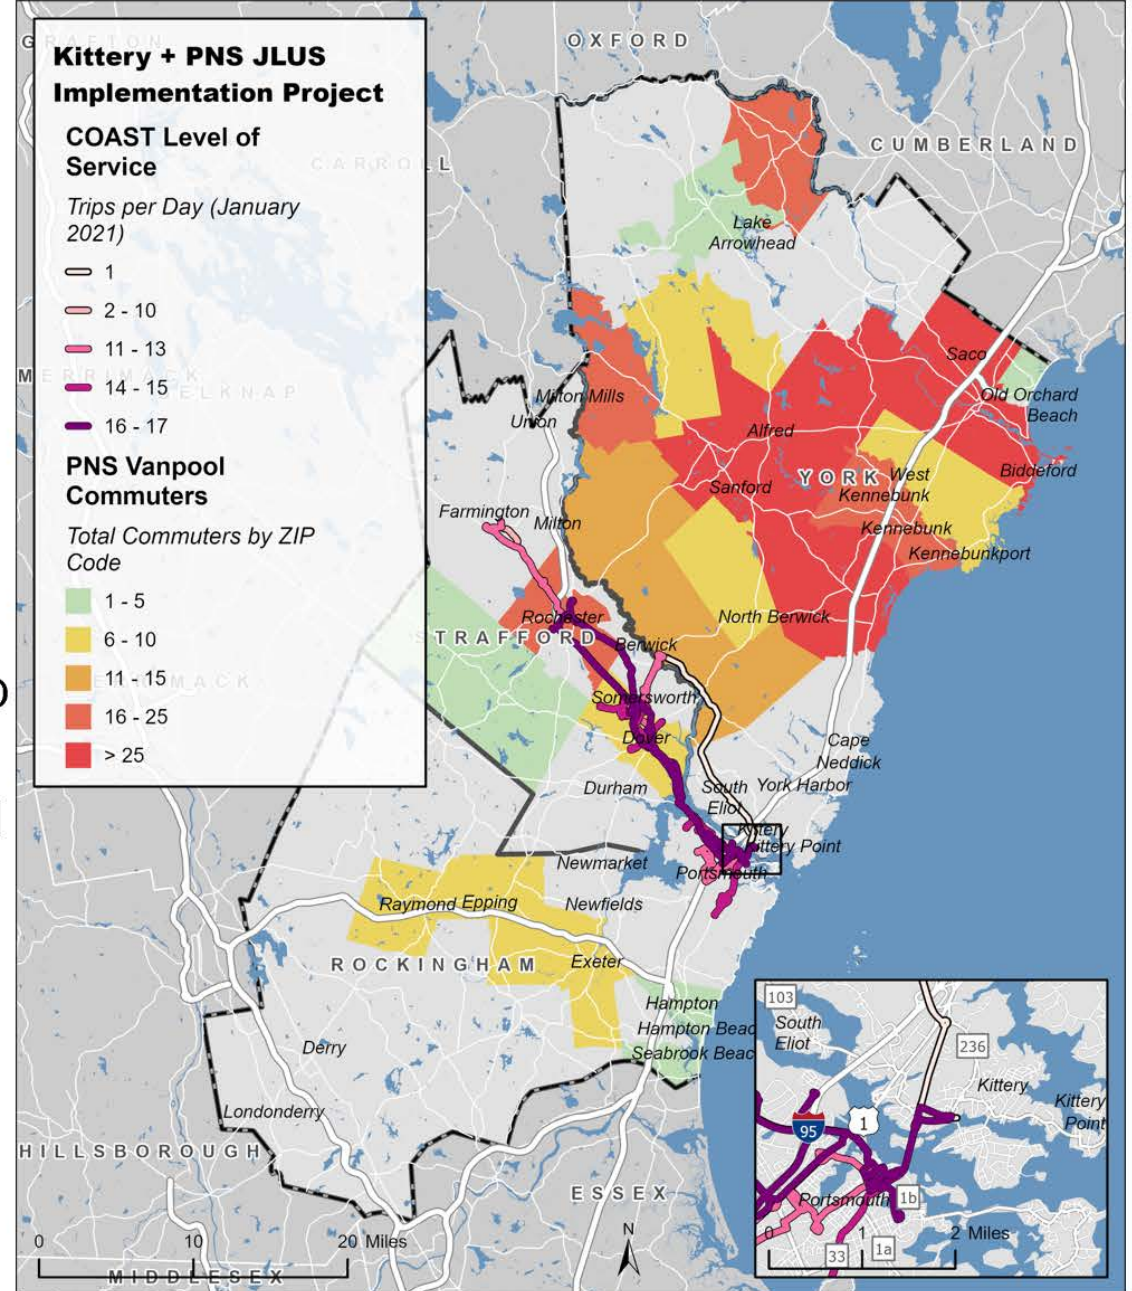 Kittery + PNS JLUS
Implementation Project
COAST Level of
Service
Trips per Day (January
2021)
1
2 - 10
11 - 13
14 - 15
16 - 17
PNS Vanpool
Commuters
Total Commuters by ZIP
Code
1 - 5
6 - 10
11 - 15
16 - 25
> 25
GRAFTON
OXFORD
CARROLL
CUMBERLAND
Lake
Arrowhead
MERRIMACK
BELKNAP
Saco
Old Orchard
Beach
Milton Mills
Union
Alfred
Biddeford
YORK
West
Kennebunk
Sanford
Farmington
Milton
Kennebunk
Kennebunkport
Rochester
North Berwick
STRAFFORD
Berwick
MERRIMACK
Somersworth
Dover
Cape
Neddick
Durham
South
Eliot
York Harbor
Kittery
Kittery Point
Newmarket
Portsmouth
Raymond
Epping
Newfields
ROCKINGHAM
Exeter
Hampton
Hampton Beac
Seabrook Beac
Derry
Londonderry
HILLSBOROUGH
ESSEX
MIDDLESEX
0
10
20 Miles
N
103
South
Eliot
236
Kittery
Kittery
Point
95
1
Portsmouth
1b
0
1
2 Miles
33
1a